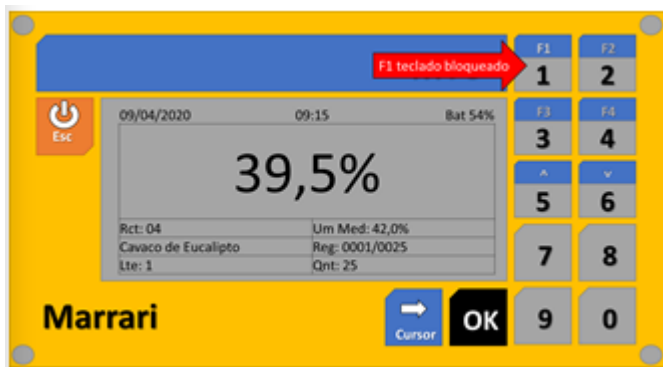 F1 teclado bloqueado
F1
1
F2
2
Esc
09/04/2020 09:15 Bat 54%
39,5%
Rct: 04 Um Med: 42,0%
Cavaco de Eucalipto Reg: 0001/0025
Lte: 1 Qnt: 25
F3
3
F4
4
^
5
v
6
7
8
Marrari
Cursor
OK
9
0